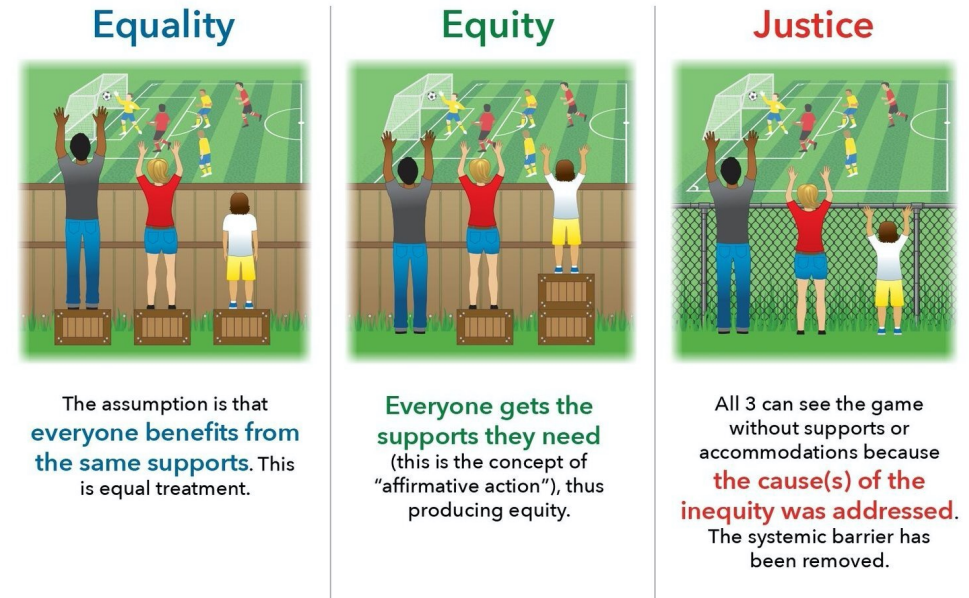 Equality
The assumption is that
everyone benefits from
the same supports. This
is equal treatment.
Equity
Everyone gets the
supports they need
(this is the concept of
“affirmative action”), thus
producing equity.
Justice
All 3 can see the game
without supports or
accommodations because
the cause(s) of the
inequity was addressed.
The systemic barrier has
been removed.